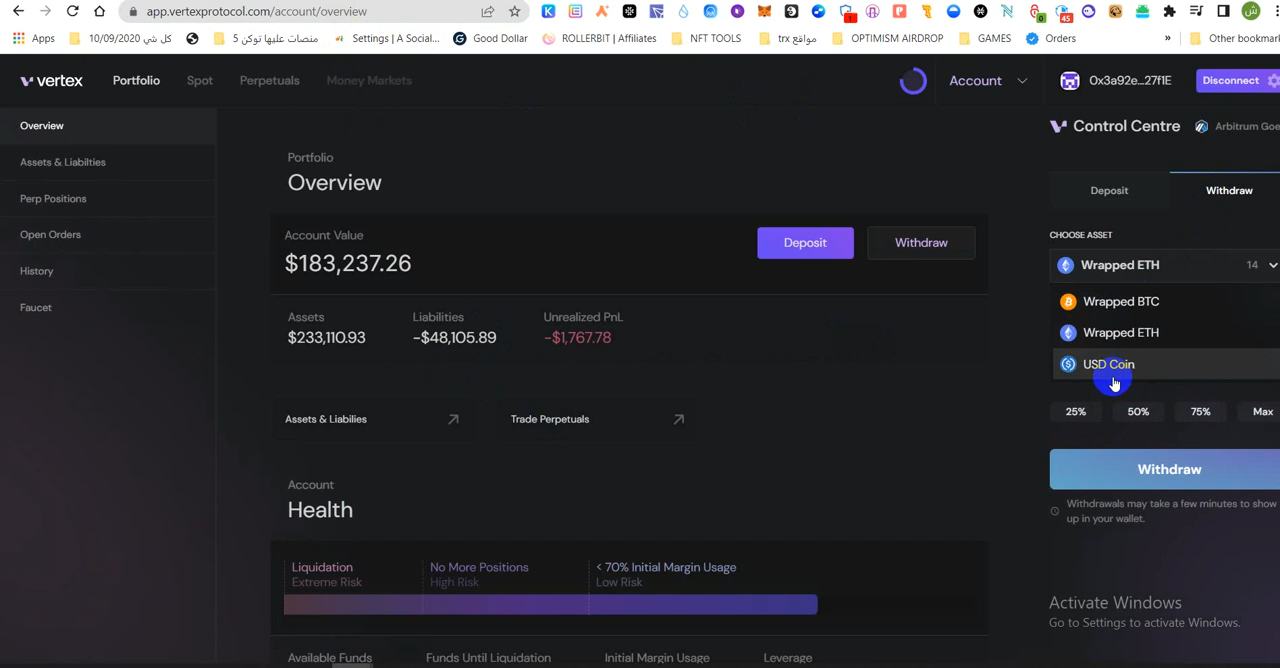 app.vertexprotocol.com/account/overview
1
0
45
Apps
كل شي 10/09/2020
منصات عليها توكن 5
Settings | A Social...
Good Dollar
ROLLERBIT | Affiliates
NFT TOOLS
مواقع trx
OPTIMISM AIRDROP
GAMES
Orders
»
Other bookmar
vertex
Portfolio
Spot
Perpetuals
Money Markets
Account
0x3a92e...27f1E
Disconnect
Overview
Assets & Liabilties
Perp Positions
Open Orders
History
Faucet
Portfolio
Overview
Account Value
$183,237.26
Deposit
Withdraw
Assets
Liabilities
Unrealized PnL
$233,110.93
-$48,105.89
-$1,767.78
Assets & Liabilies
Trade Perpetuals
Account
Health
Liquidation
No More Positions
< 70% Initial Margin Usage
Extreme Risk
High Risk
Low Risk
Available Funds
Funds Until Liquidation
Initial Margin Usage
Leverage
Control Centre
Arbitrum Goe
Deposit
Withdraw
CHOOSE ASSET
Wrapped ETH
14
Wrapped BTC
Wrapped ETH
USD Coin
25%
50%
75%
Max
Withdraw
Withdrawals may take a few minutes to show
up in your wallet.
Activate Windows
Go to Settings to activate Windows.